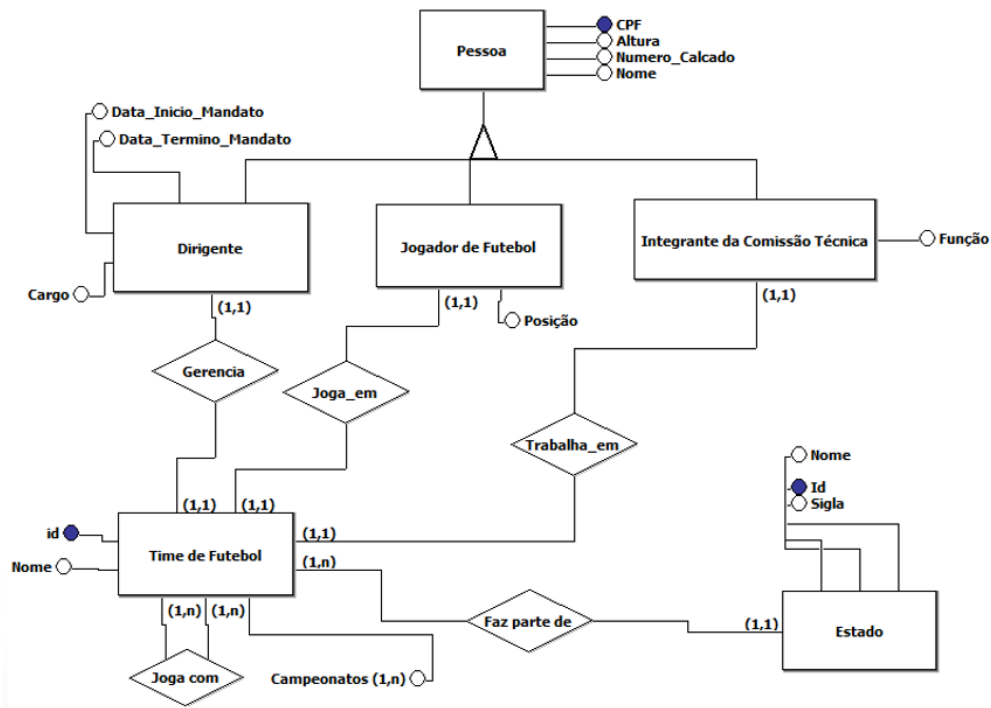 CPF
Altura
Pessoa
Numero_Calcado
Nome
Data_Inicio_Mandato
Data_Termino_Mandato
Dirigente
Jogador de Futebol
Integrante da Comissão Técnica
Função
Cargo
(1,1)
(1,1)
(1,1)
Posição
Gerencia
Joga_em
Trabalha_em
Nome
Id
Sigla
(1,1)
(1,1)
id
(1,1)
Time de Futebol
(1,n)
Nome
(1,n)
(1,n)
Faz parte de
(1,1)
Estado
Joga com
Campeonatos (1,n)